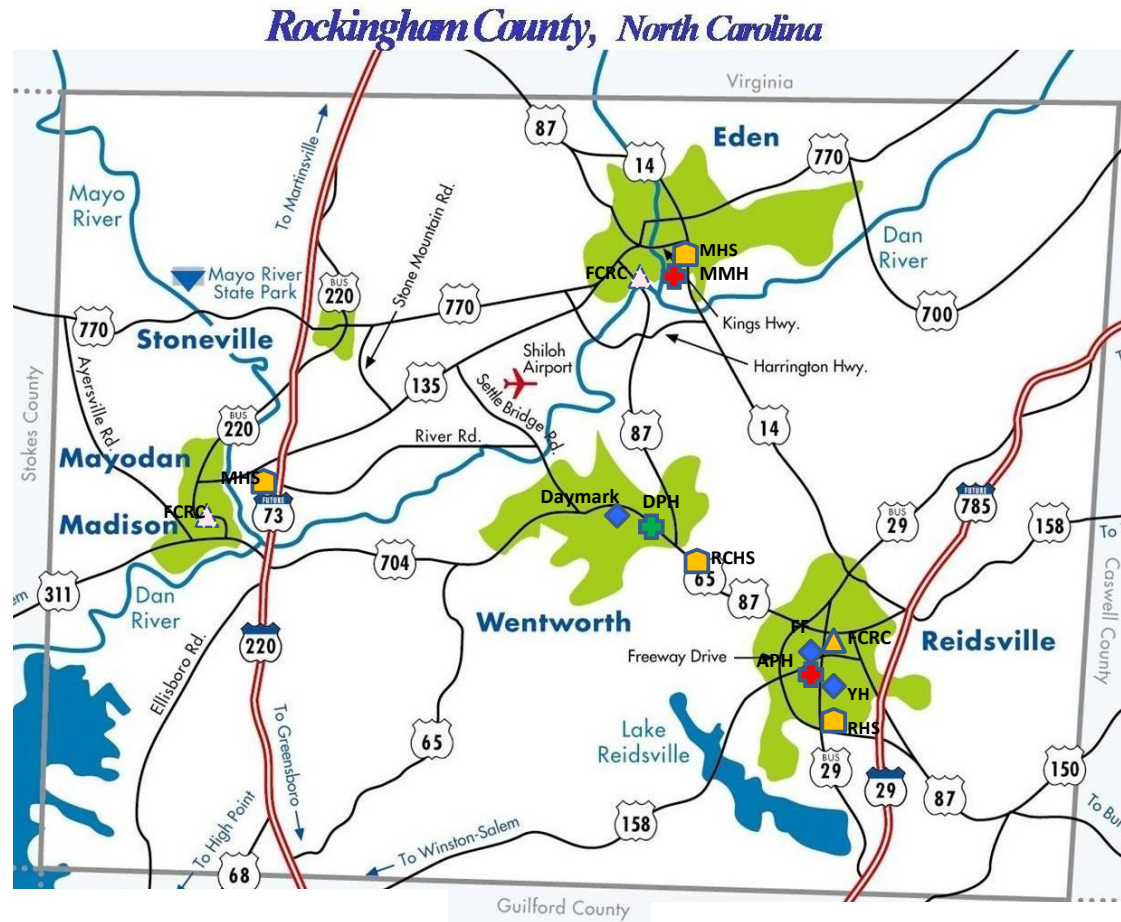 Rockingham County, North Carolina
Virginia
87
Eden
14
770
To Martinsville
Mayo
River
Stone Mountain Rd.
Dan
River
MHS
FCRC
MMH
Mayo River
State Park
BUS
220
770
700
770
Kings Hwy.
Stoneville
Shiloh
Airport
Harrington Hwy.
Ayersville Rd.
135
Settle Bridge Rd.
Stokes County
BUS
220
River Rd.
87
14
Mayodan
MHS
FUTURE
73
Daymark
DPH
FUTURE
785
FCRC
Madison
BUS
29
158
To
704
RCHS
65
311
em
Dan
River
87
Caswell County
Wentworth
FF
FCRC
Reidsville
220
Freeway Drive
APH
Ellisboro Rd.
YH
To Greensboro
65
Lake
Reidsville
RHS
BUS
29
29
87
150
To High Point
158
To Bu
To Winston-Salem
68
Guilford County